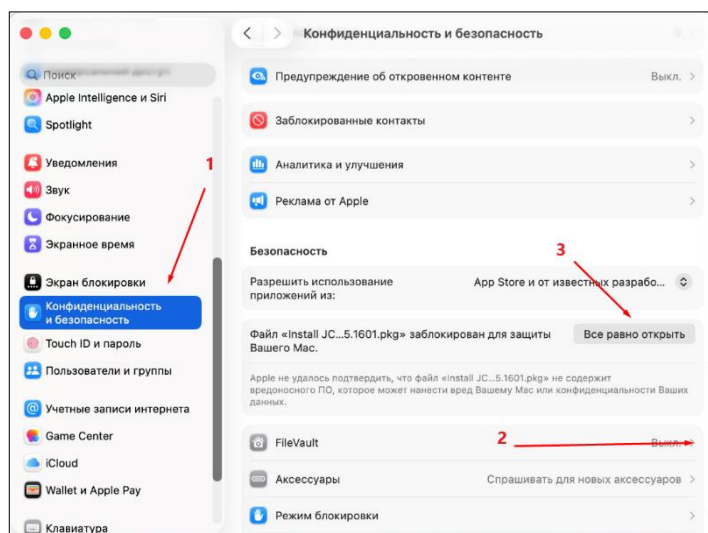 Конфиденциальность и безопасность
Поиск
Apple Intelligence и Siri
Spotlight
Уведомления
1
Звук
Фокусирование
Экранное время
Экран блокировки
Конфиденциальность
и безопасность
Touch ID и пароль
Пользователи и группы
Учетные записи интернета
Game Center
iCloud
Wallet и Apple Pay
Клавиатура
Предупреждение об откровенном контенте Выкл.
Заблокированные контакты
Аналитика и улучшения
Реклама от Apple
Безопасность
3
Разрешить использование
приложений из:
App Store и от известных разрабо...
Файл «Install JC...5.1601.pkg» заблокирован для защиты
Вашего Mac.
Все равно открыть
Apple не удалось подтвердить, что файл «Install JC...5.1601.pkg» не содержит
вредоносного ПО, которое может нанести вред Вашему Mac или конфиденциальности Ваших
данных.
FileVault 2 Выкл.
Аксессуары Спрашивать для новых аксессуаров
Режим блокировки